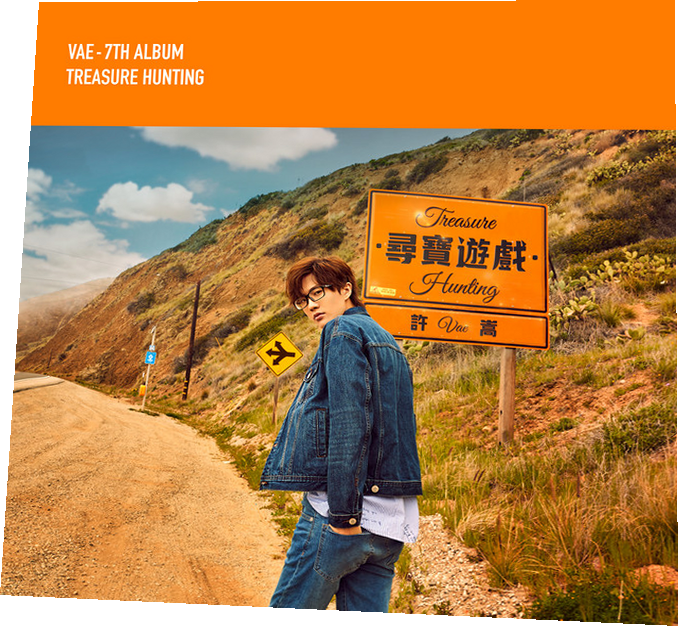 VAE - 7TH ALBUM
TREASURE HUNTING
Treasure
·尋寶遊戲·
Hunting
許 Vae 嵩